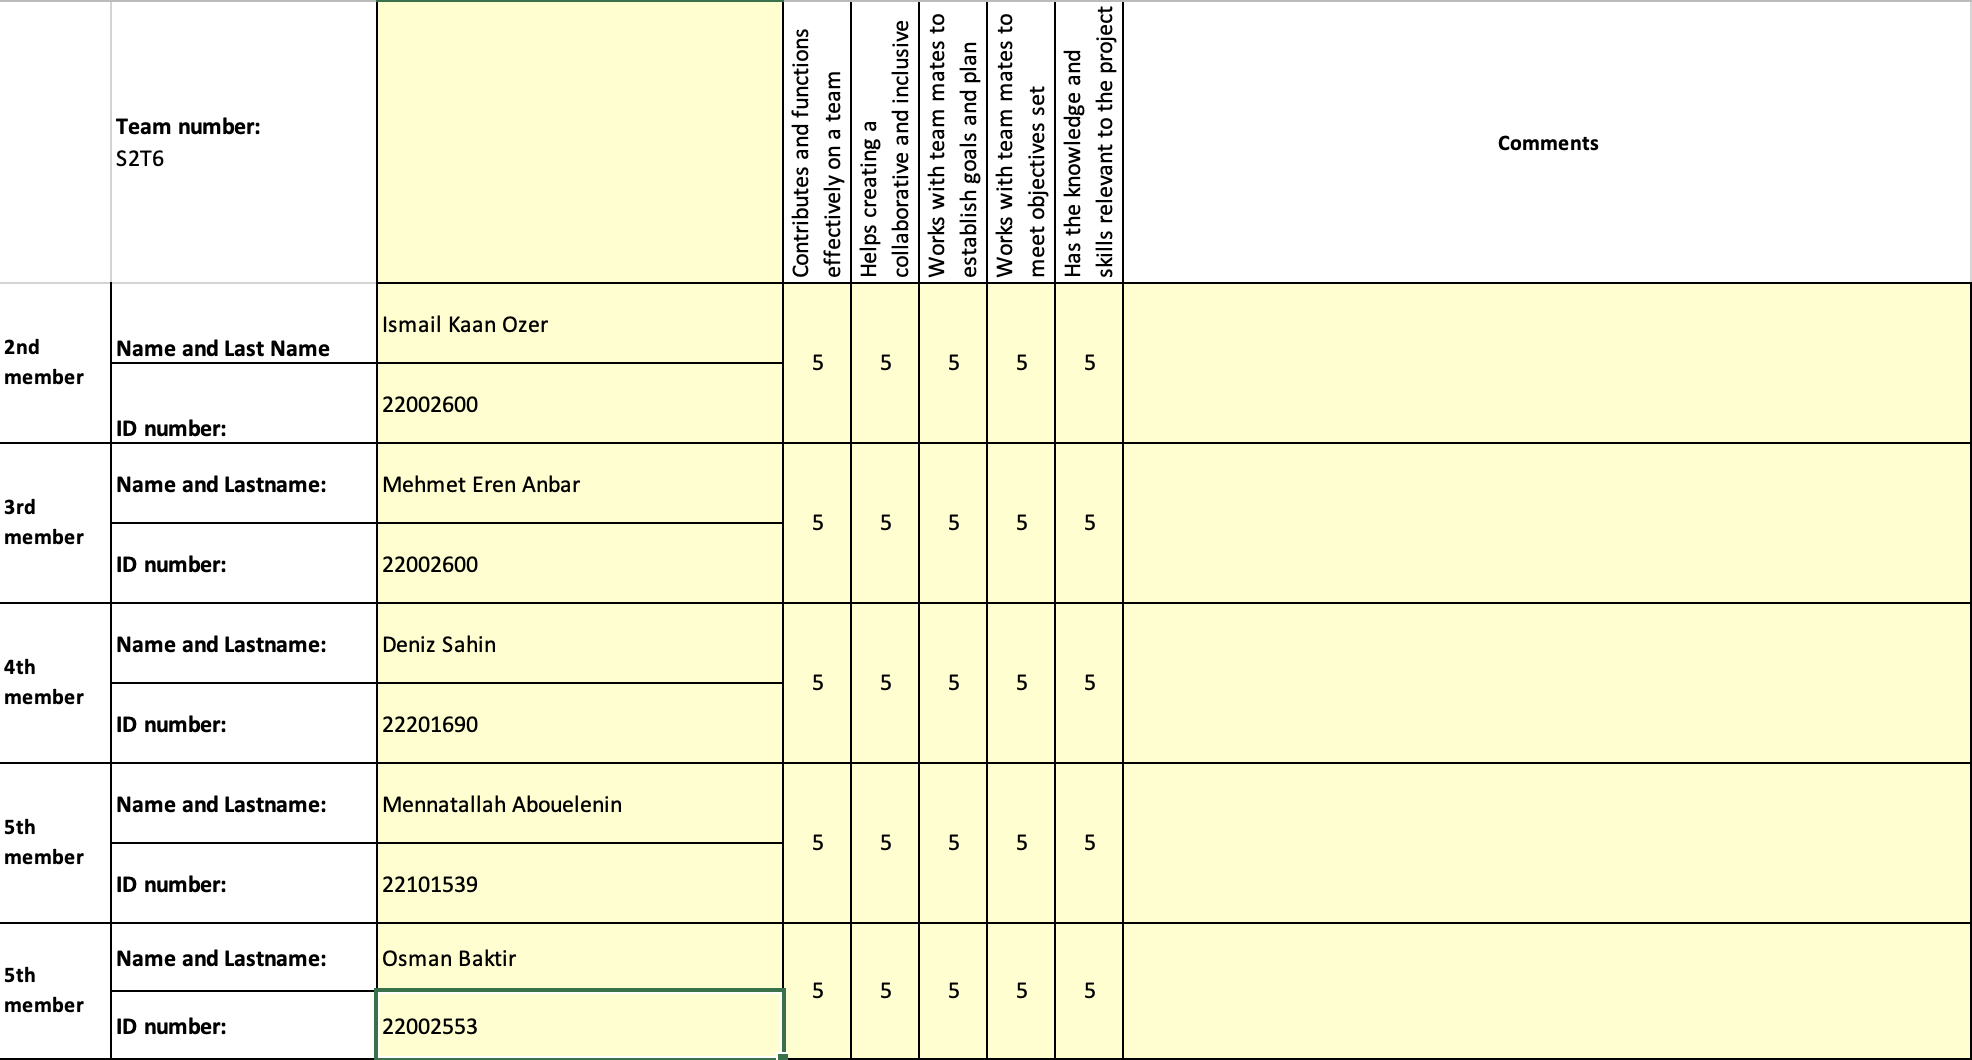 Team number:
S2T6
Contributes and functions
effectively on a team
Helps creating a
collaborative and inclusive
Works with team mates to
establish goals and plan
Works with team mates to
meet objectives set
Has the knowledge and
skills relevant to the project
Comments
2nd
member
Name and Last Name
Ismail Kaan Ozer
ID number:
22002600
5 5 5 5 5
3rd
member
Name and Lastname:
Mehmet Eren Anbar
ID number:
22002600
5 5 5 5 5
4th
member
Name and Lastname:
Deniz Sahin
ID number:
22201690
5 5 5 5 5
5th
member
Name and Lastname:
Mennatallah Abouelenin
ID number:
22101539
5 5 5 5 5
5th
member
Name and Lastname:
Osman Baktir
ID number:
22002553
5 5 5 5 5